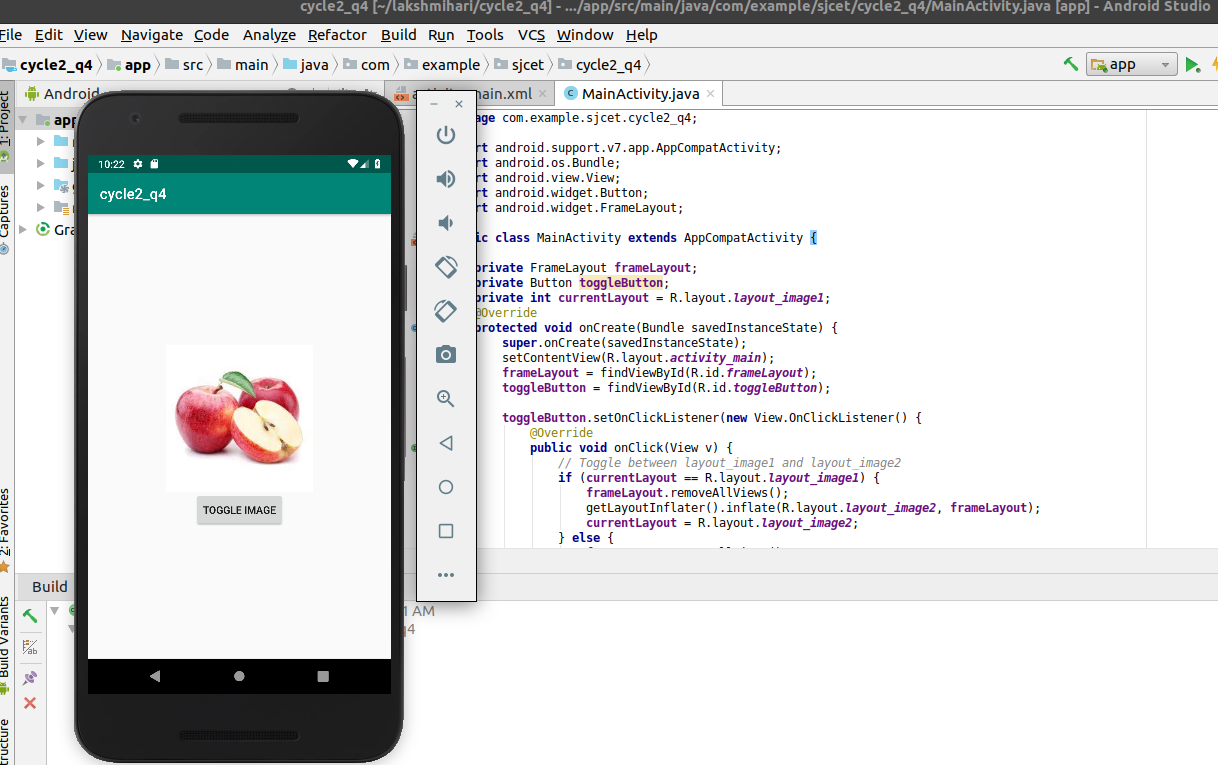 cycle2_q4 [~/lakshmihari/cycle2_q4] - .../app/src/main/java/com/example/sjcet/cycle2_q4/MainActivity.java [app] - Android Studio
File Edit View Navigate Code Analyze Refactor Build Run Tools VCS Window Help
cycle2_q4 app src main java com example sjcet cycle2_q4 app
Android main.xml MainActivity.java
1: Project
Captures
2: Favorites
Build Variants
app
Gra
10:22
cycle2_q4
TOGGLE IMAGE
age com.example.sjcet.cycle2_q4;
rt android.support.v7.app.AppCompatActivity;
rt android.os.Bundle;
rt android.view.View;
rt android.widget.Button;
rt android.widget.FrameLayout;
ic class MainActivity extends AppCompatActivity {
private FrameLayout frameLayout;
private Button toggleButton;
private int currentLayout = R.layout.layout_image1;
@Override
protected void onCreate(Bundle savedInstanceState) {
super.onCreate(savedInstanceState);
setContentView(R.layout.activity_main);
frameLayout = findViewById(R.id.frameLayout);
toggleButton = findViewById(R.id.toggleButton);
toggleButton.setOnClickListener(new View.OnClickListener() {
@Override
public void onClick(View v) {
// Toggle between layout_image1 and layout_image2
if (currentLayout == R.layout.layout_image1) {
frameLayout.removeAllViews();
getLayoutInflater().inflate(R.layout.layout_image2, frameLayout);
currentLayout = R.layout.layout_image2;
} else {
Build
1 AM
q4
ructure